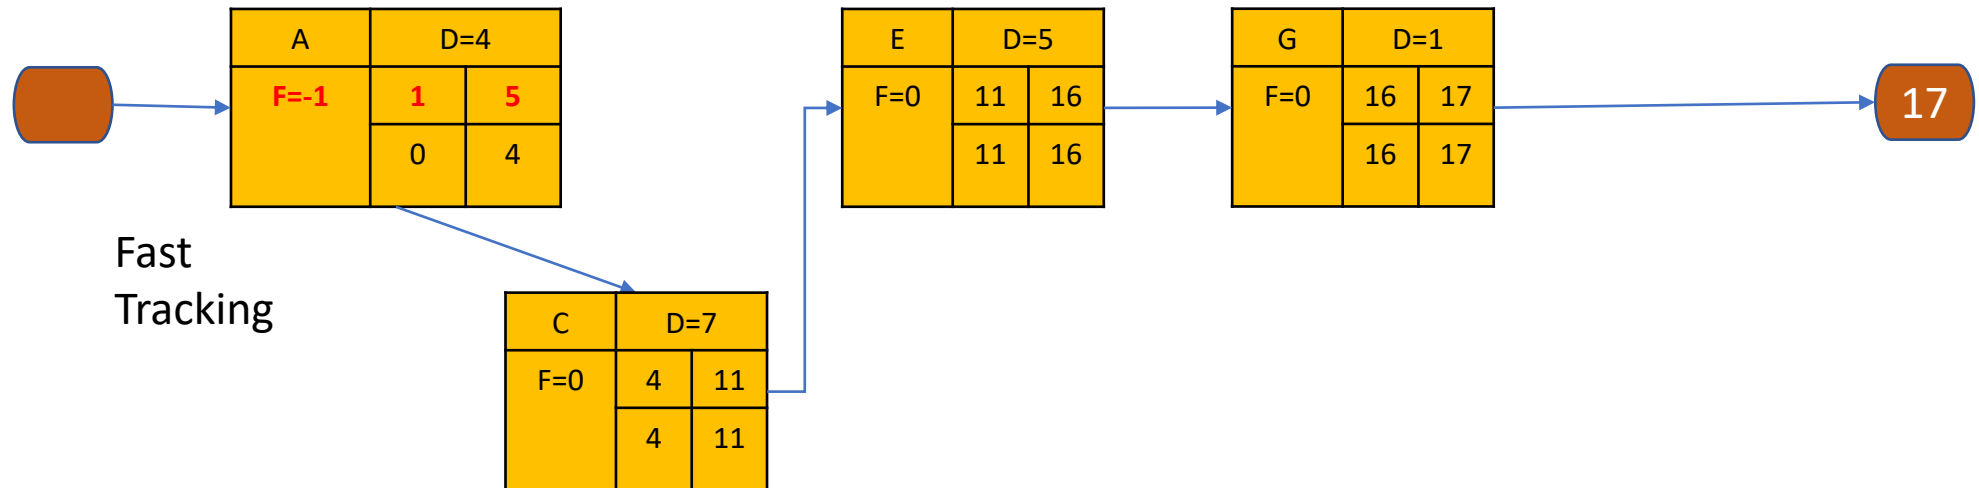 A D=4
F=-1 1 5
0 4
E D=5
F=0 11 16
11 16
G D=1
F=0 16 17
16 17
17
Fast
Tracking
C D=7
F=0 4 11
4 11